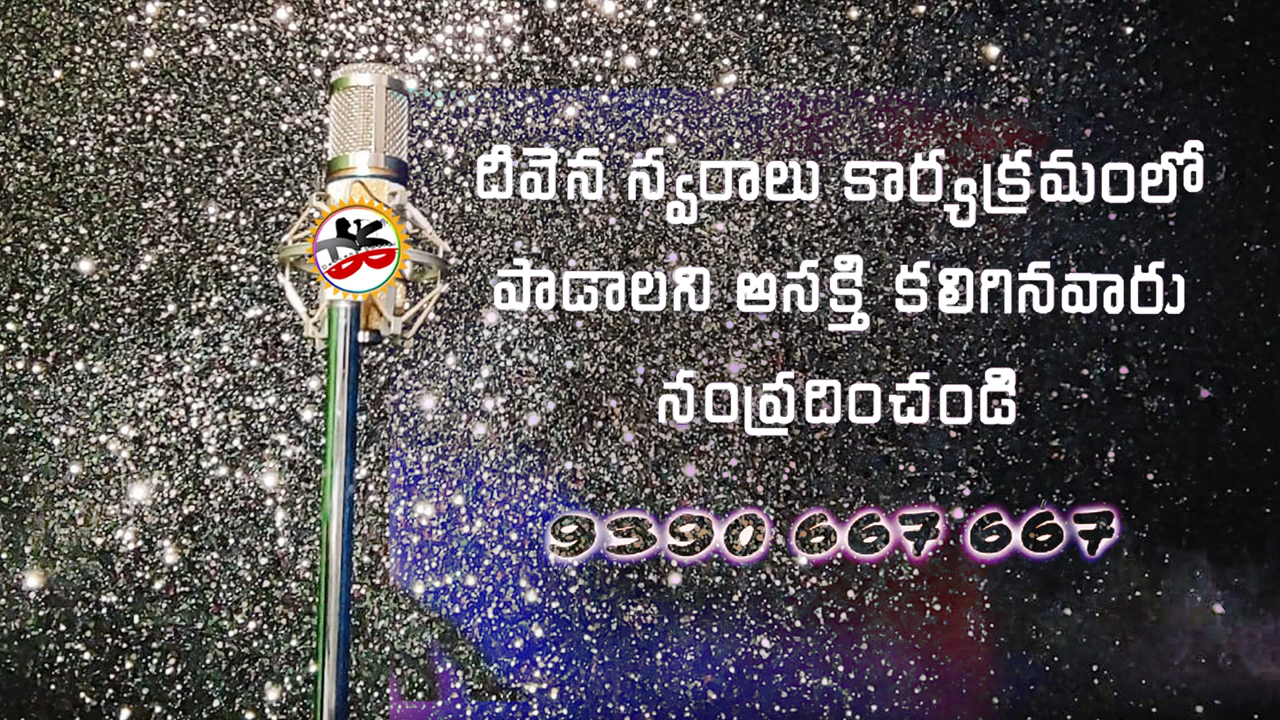 దీవెన స్వరాలు కార్యక్రమంలో
పాడాలని ఆసక్తి కలిగినవారు
సంప్రదించండి
9390 667 667